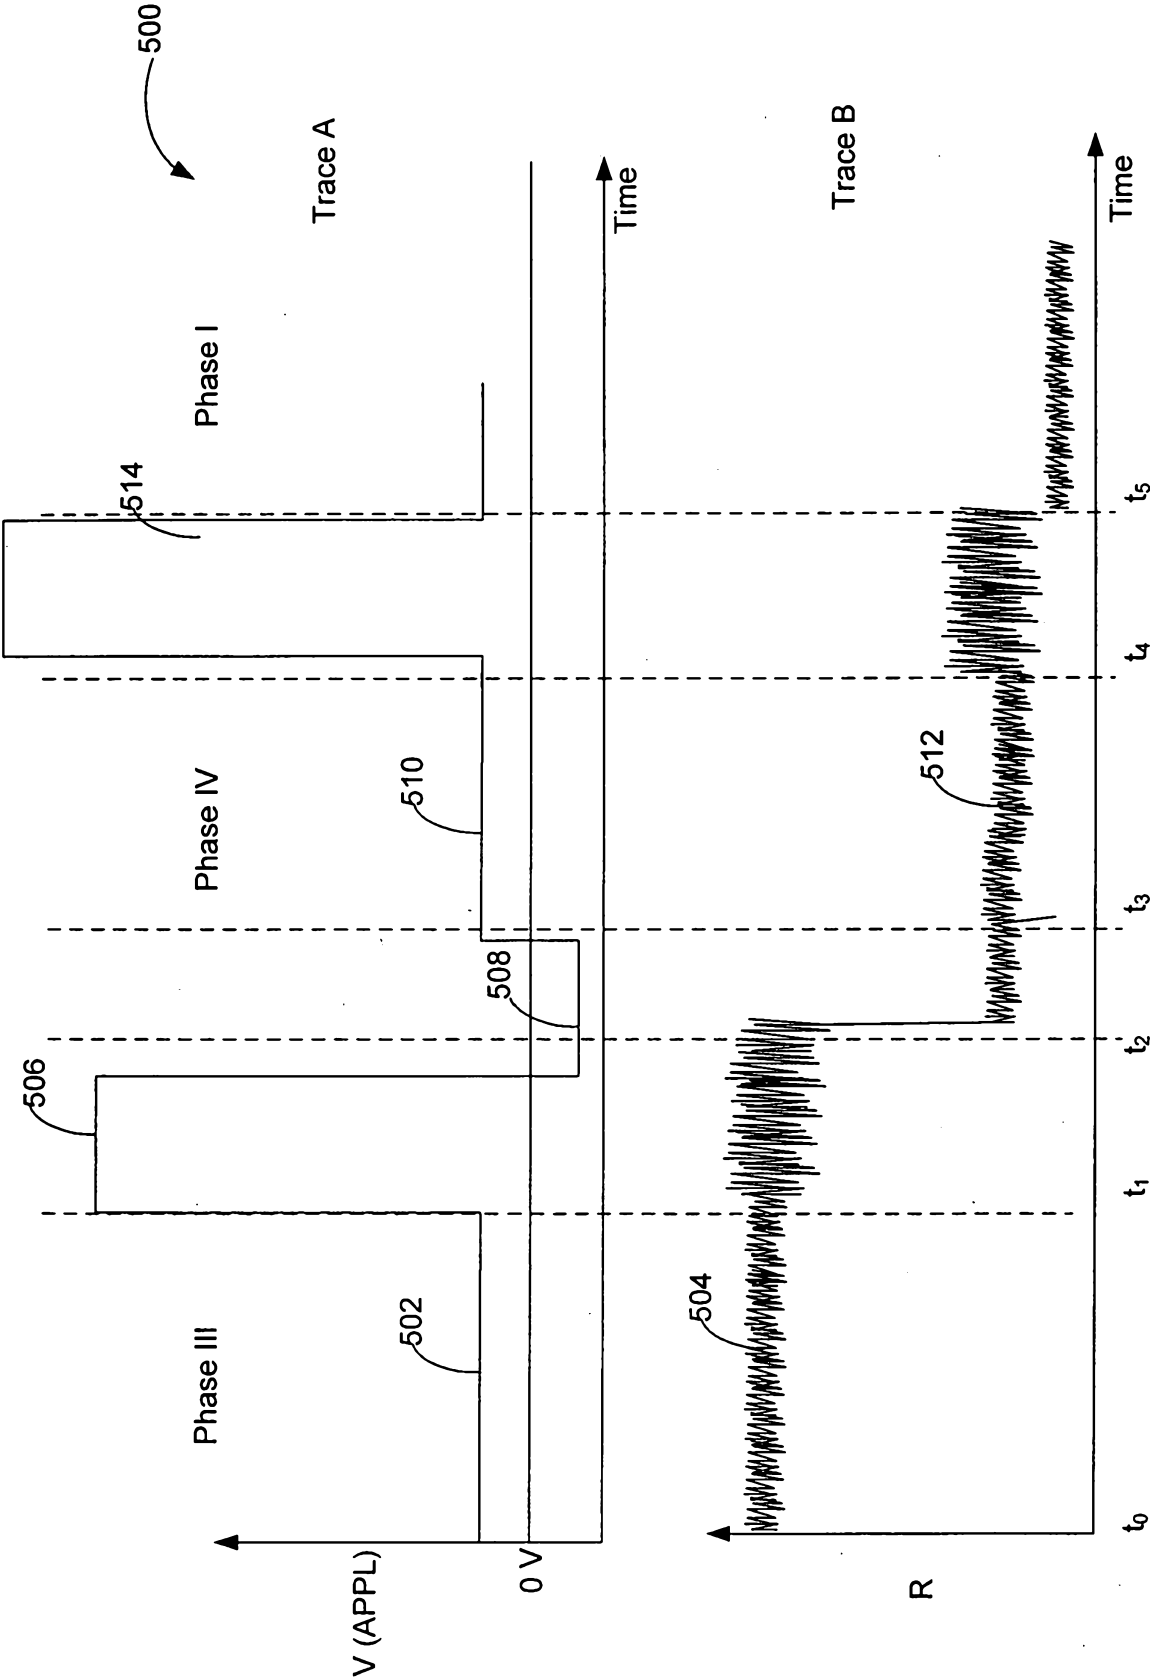 500
Trace A
Phase III
Phase IV
Phase I
506
514
502
510
508
V (APPL)
0 V
Time
Trace B
504
512
R
Time
t0
t1
t2
t3
t4
t5